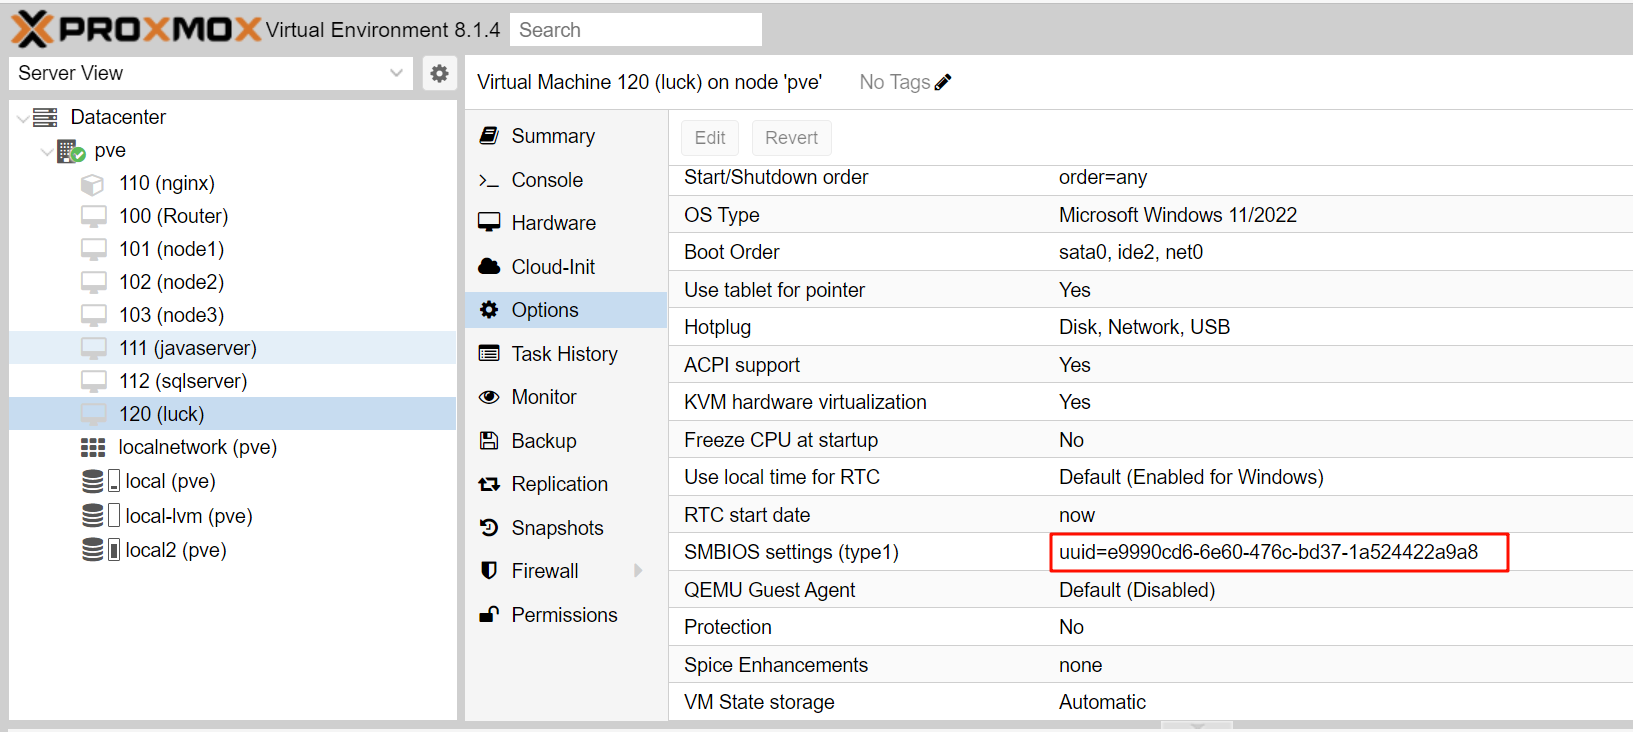 PROXMOX Virtual Environment 8.1.4 Search
Server View
Datacenter
pve
110 (nginx)
100 (Router)
101 (node1)
102 (node2)
103 (node3)
111 (javaserver)
112 (sqlserver)
120 (luck)
localnetwork (pve)
local (pve)
local-lvm (pve)
local2 (pve)
Virtual Machine 120 (luck) on node 'pve' No Tags
Summary
Console
Hardware
Cloud-Init
Options
Task History
Monitor
Backup
Replication
Snapshots
Firewall
Permissions
Edit Revert
Start/Shutdown order order=any
OS Type Microsoft Windows 11/2022
Boot Order sata0, ide2, net0
Use tablet for pointer Yes
Hotplug Disk, Network, USB
ACPI support Yes
KVM hardware virtualization Yes
Freeze CPU at startup No
Use local time for RTC Default (Enabled for Windows)
RTC start date now
SMBIOS settings (type1) uuid=e9990cd6-6e60-476c-bd37-1a524422a9a8
QEMU Guest Agent Default (Disabled)
Protection No
Spice Enhancements none
VM State storage Automatic